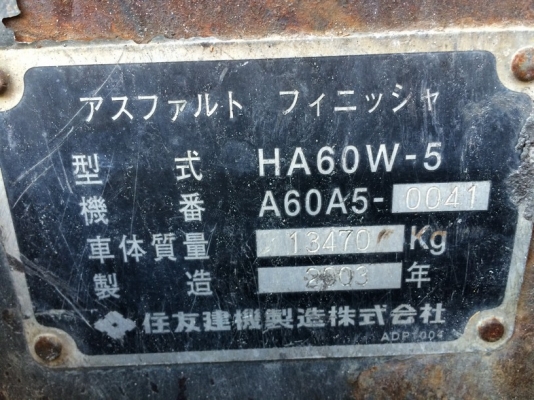 アスファルト フィニッシャ
型式 HA60W-5
機番 A60A5-0041
車体質量 13470 Kg
製造 2003 年
住友建機製造株式会社
ADP1004